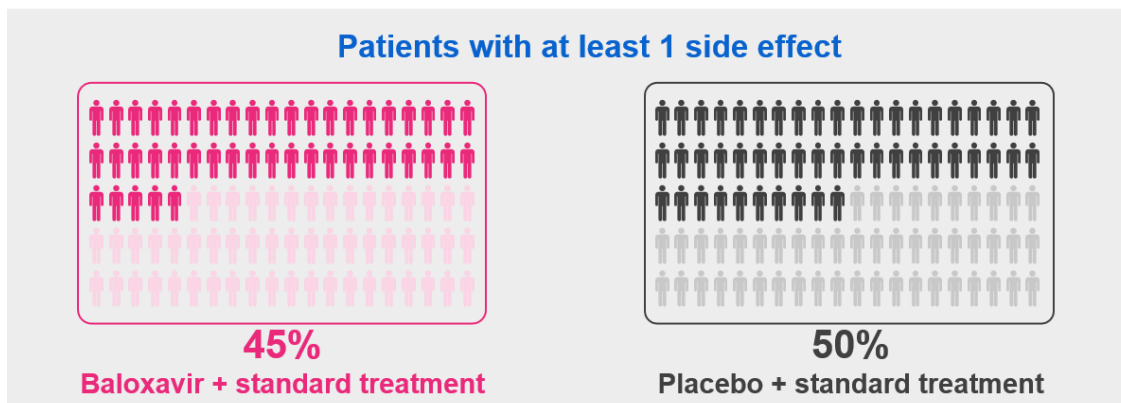 Patients with at least 1 side effect
45%
Baloxavir + standard treatment
50%
Placebo + standard treatment